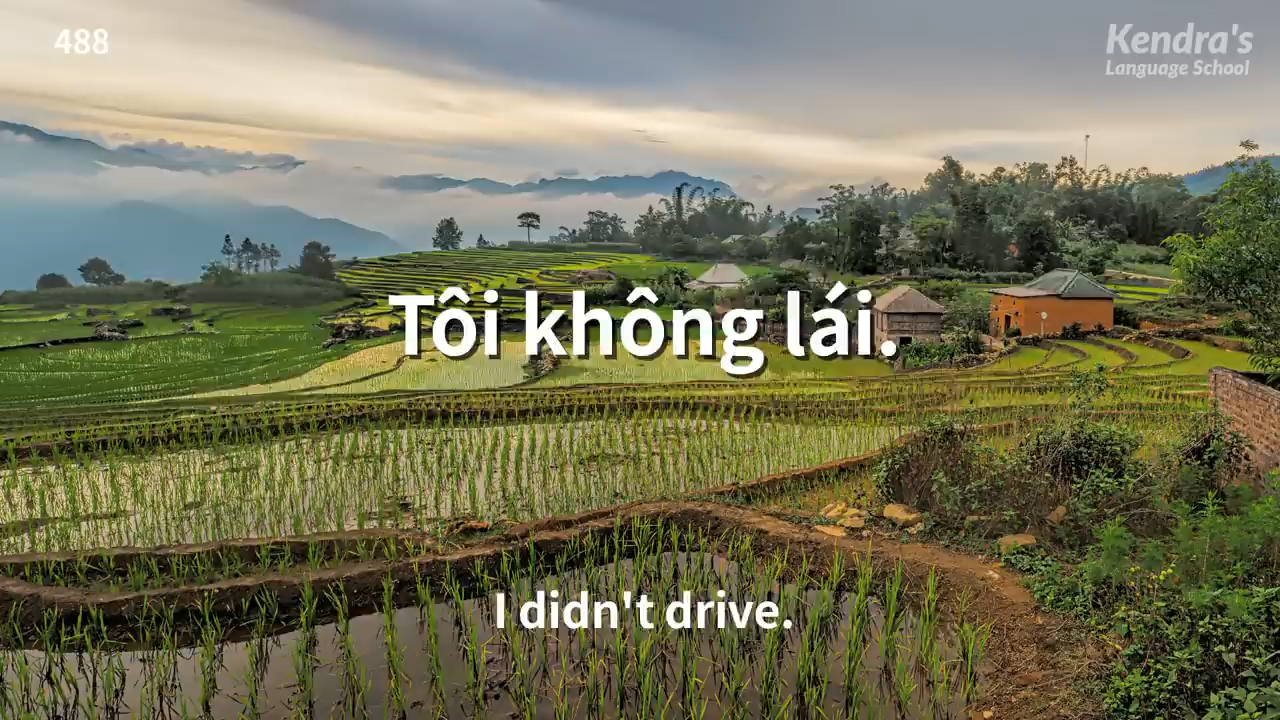 488
Kendra's
Language School
Tôi không lái.
I didn't drive.